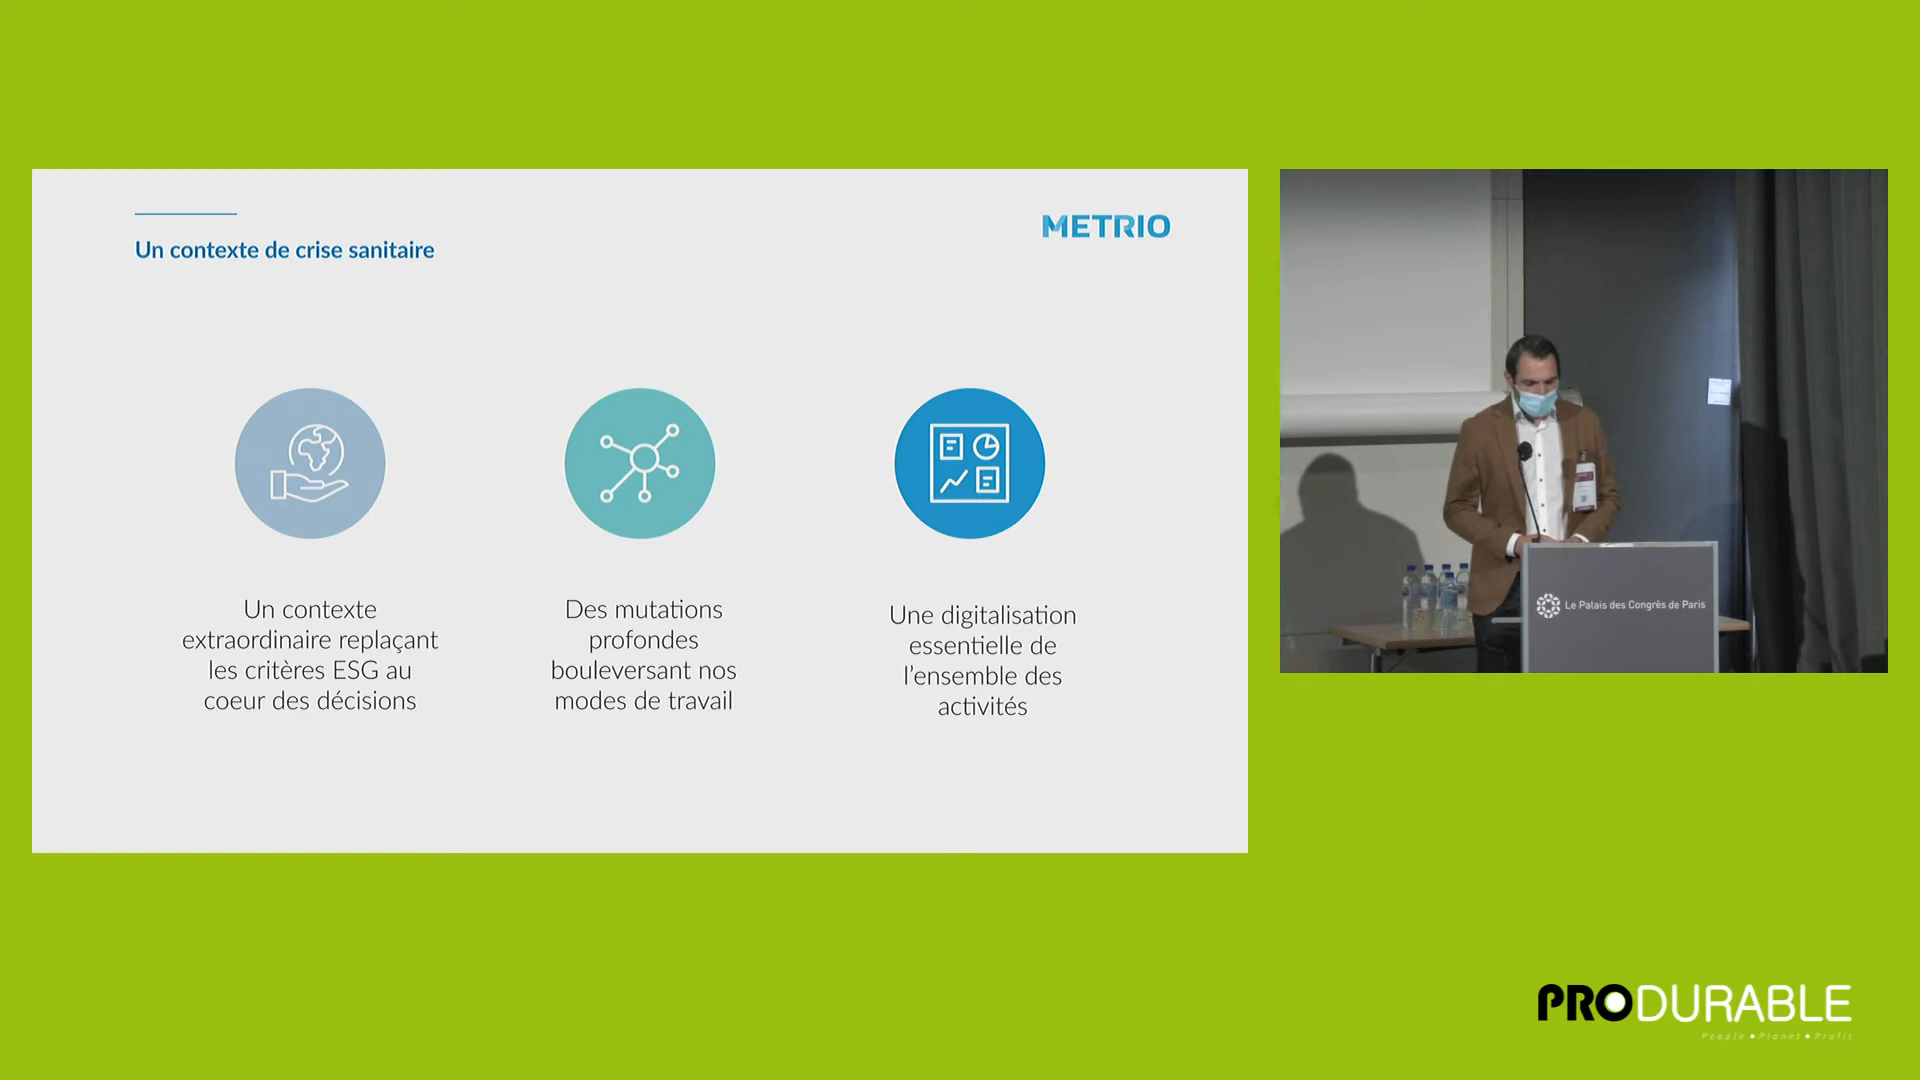 Un contexte de crise sanitaire
METRIO
Un contexte
extraordinaire replaçant
les critères ESG au
coeur des décisions
Des mutations
profondes
bouleversant nos
modes de travail
Une digitalisation
essentielle de
l'ensemble des
activités
Le Palais des Congrès de Paris
PRODURABLE
People • Planet • Profit